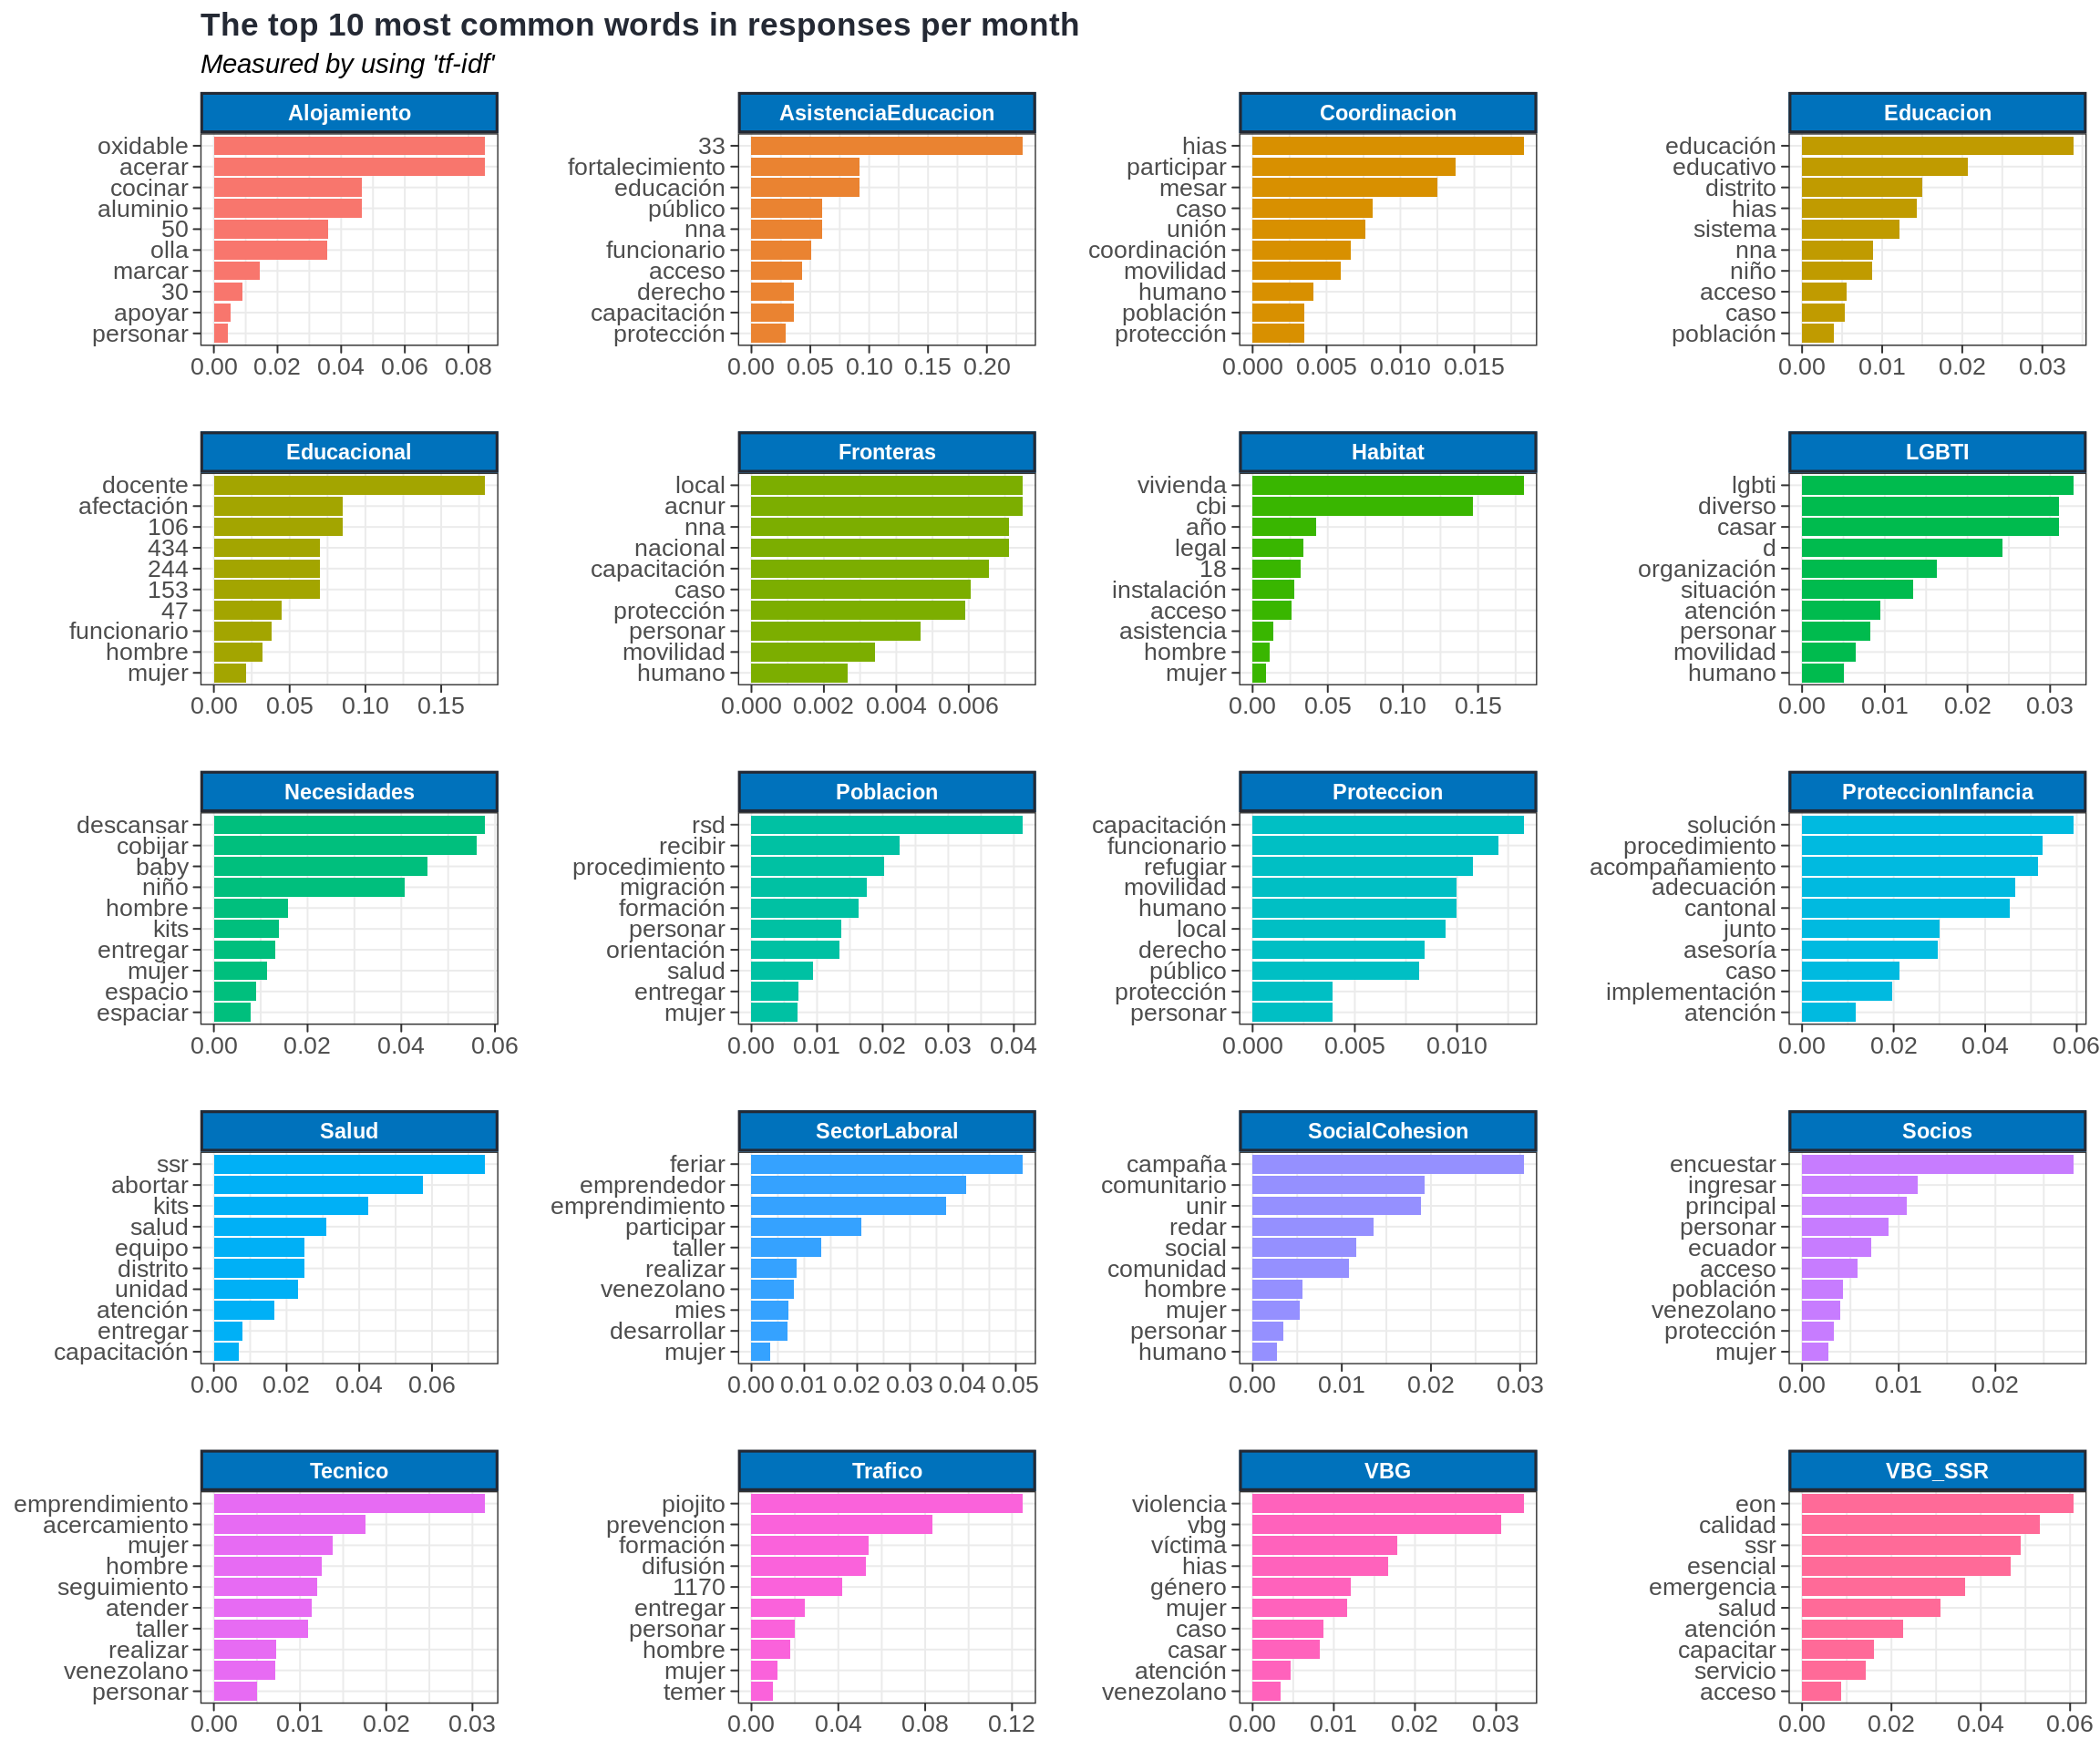 The top 10 most common words in responses per month
Measured by using 'tf-idf'
Alojamiento
oxidable
acerar
cocinar
aluminio
50
olla
marcar
30
apoyar
personar
0.00 0.02 0.04 0.06 0.08
AsistenciaEducacion
33
fortalecimiento
educación
público
nna
funcionario
acceso
derecho
capacitación
protección
0.00 0.05 0.10 0.15 0.20
Coordinacion
hias
participar
mesar
caso
unión
coordinación
movilidad
humano
población
protección
0.000 0.005 0.010 0.015
Educacion
educación
educativo
distrito
hias
sistema
nna
niño
acceso
caso
población
0.00 0.01 0.02 0.03
Educacional
docente
afectación
106
434
244
153
47
funcionario
hombre
mujer
0.00 0.05 0.10 0.15
Fronteras
local
acnur
nna
nacional
capacitación
caso
protección
personar
movilidad
humano
0.000 0.002 0.004 0.006
Habitat
vivienda
cbi
año
legal
18
instalación
acceso
asistencia
hombre
mujer
0.00 0.05 0.10 0.15
LGBTI
lgbti
diverso
casar
d
organización
situación
atención
personar
movilidad
humano
0.00 0.01 0.02 0.03
Necesidades
descansar
cobijar
baby
niño
hombre
kits
entregar
mujer
espacio
espaciar
0.00 0.02 0.04 0.06
Poblacion
rsd
recibir
procedimiento
migración
formación
personar
orientación
salud
entregar
mujer
0.00 0.01 0.02 0.03 0.04
Proteccion
capacitación
funcionario
refugiar
movilidad
humano
local
derecho
público
protección
personar
0.000 0.005 0.010
ProteccionInfancia
solución
procedimiento
acompañamiento
adecuación
cantonal
junto
asesoría
caso
implementación
atención
0.00 0.02 0.04 0.06
Salud
ssr
abortar
kits
salud
equipo
distrito
unidad
atención
entregar
capacitación
0.00 0.02 0.04 0.06
SectorLaboral
feriar
emprendedor
emprendimiento
participar
taller
realizar
venezolano
mies
desarrollar
mujer
0.00 0.01 0.02 0.03 0.04 0.05
SocialCohesion
campaña
comunitario
unir
redar
social
comunidad
hombre
mujer
personar
humano
0.00 0.01 0.02 0.03
Socios
encuestar
ingresar
principal
personar
ecuador
acceso
población
venezolano
protección
mujer
0.00 0.01 0.02
Tecnico
emprendimiento
acercamiento
mujer
hombre
seguimiento
atender
taller
realizar
venezolano
personar
0.00 0.01 0.02 0.03
Trafico
piojito
prevencion
formación
difusión
1170
entregar
personar
hombre
mujer
temer
0.00 0.04 0.08 0.12
VBG
violencia
vbg
víctima
hias
género
mujer
caso
casar
atención
venezolano
0.00 0.01 0.02 0.03
VBG_SSR
eon
calidad
ssr
esencial
emergencia
salud
atención
capacitar
servicio
acceso
0.00 0.02 0.04 0.06